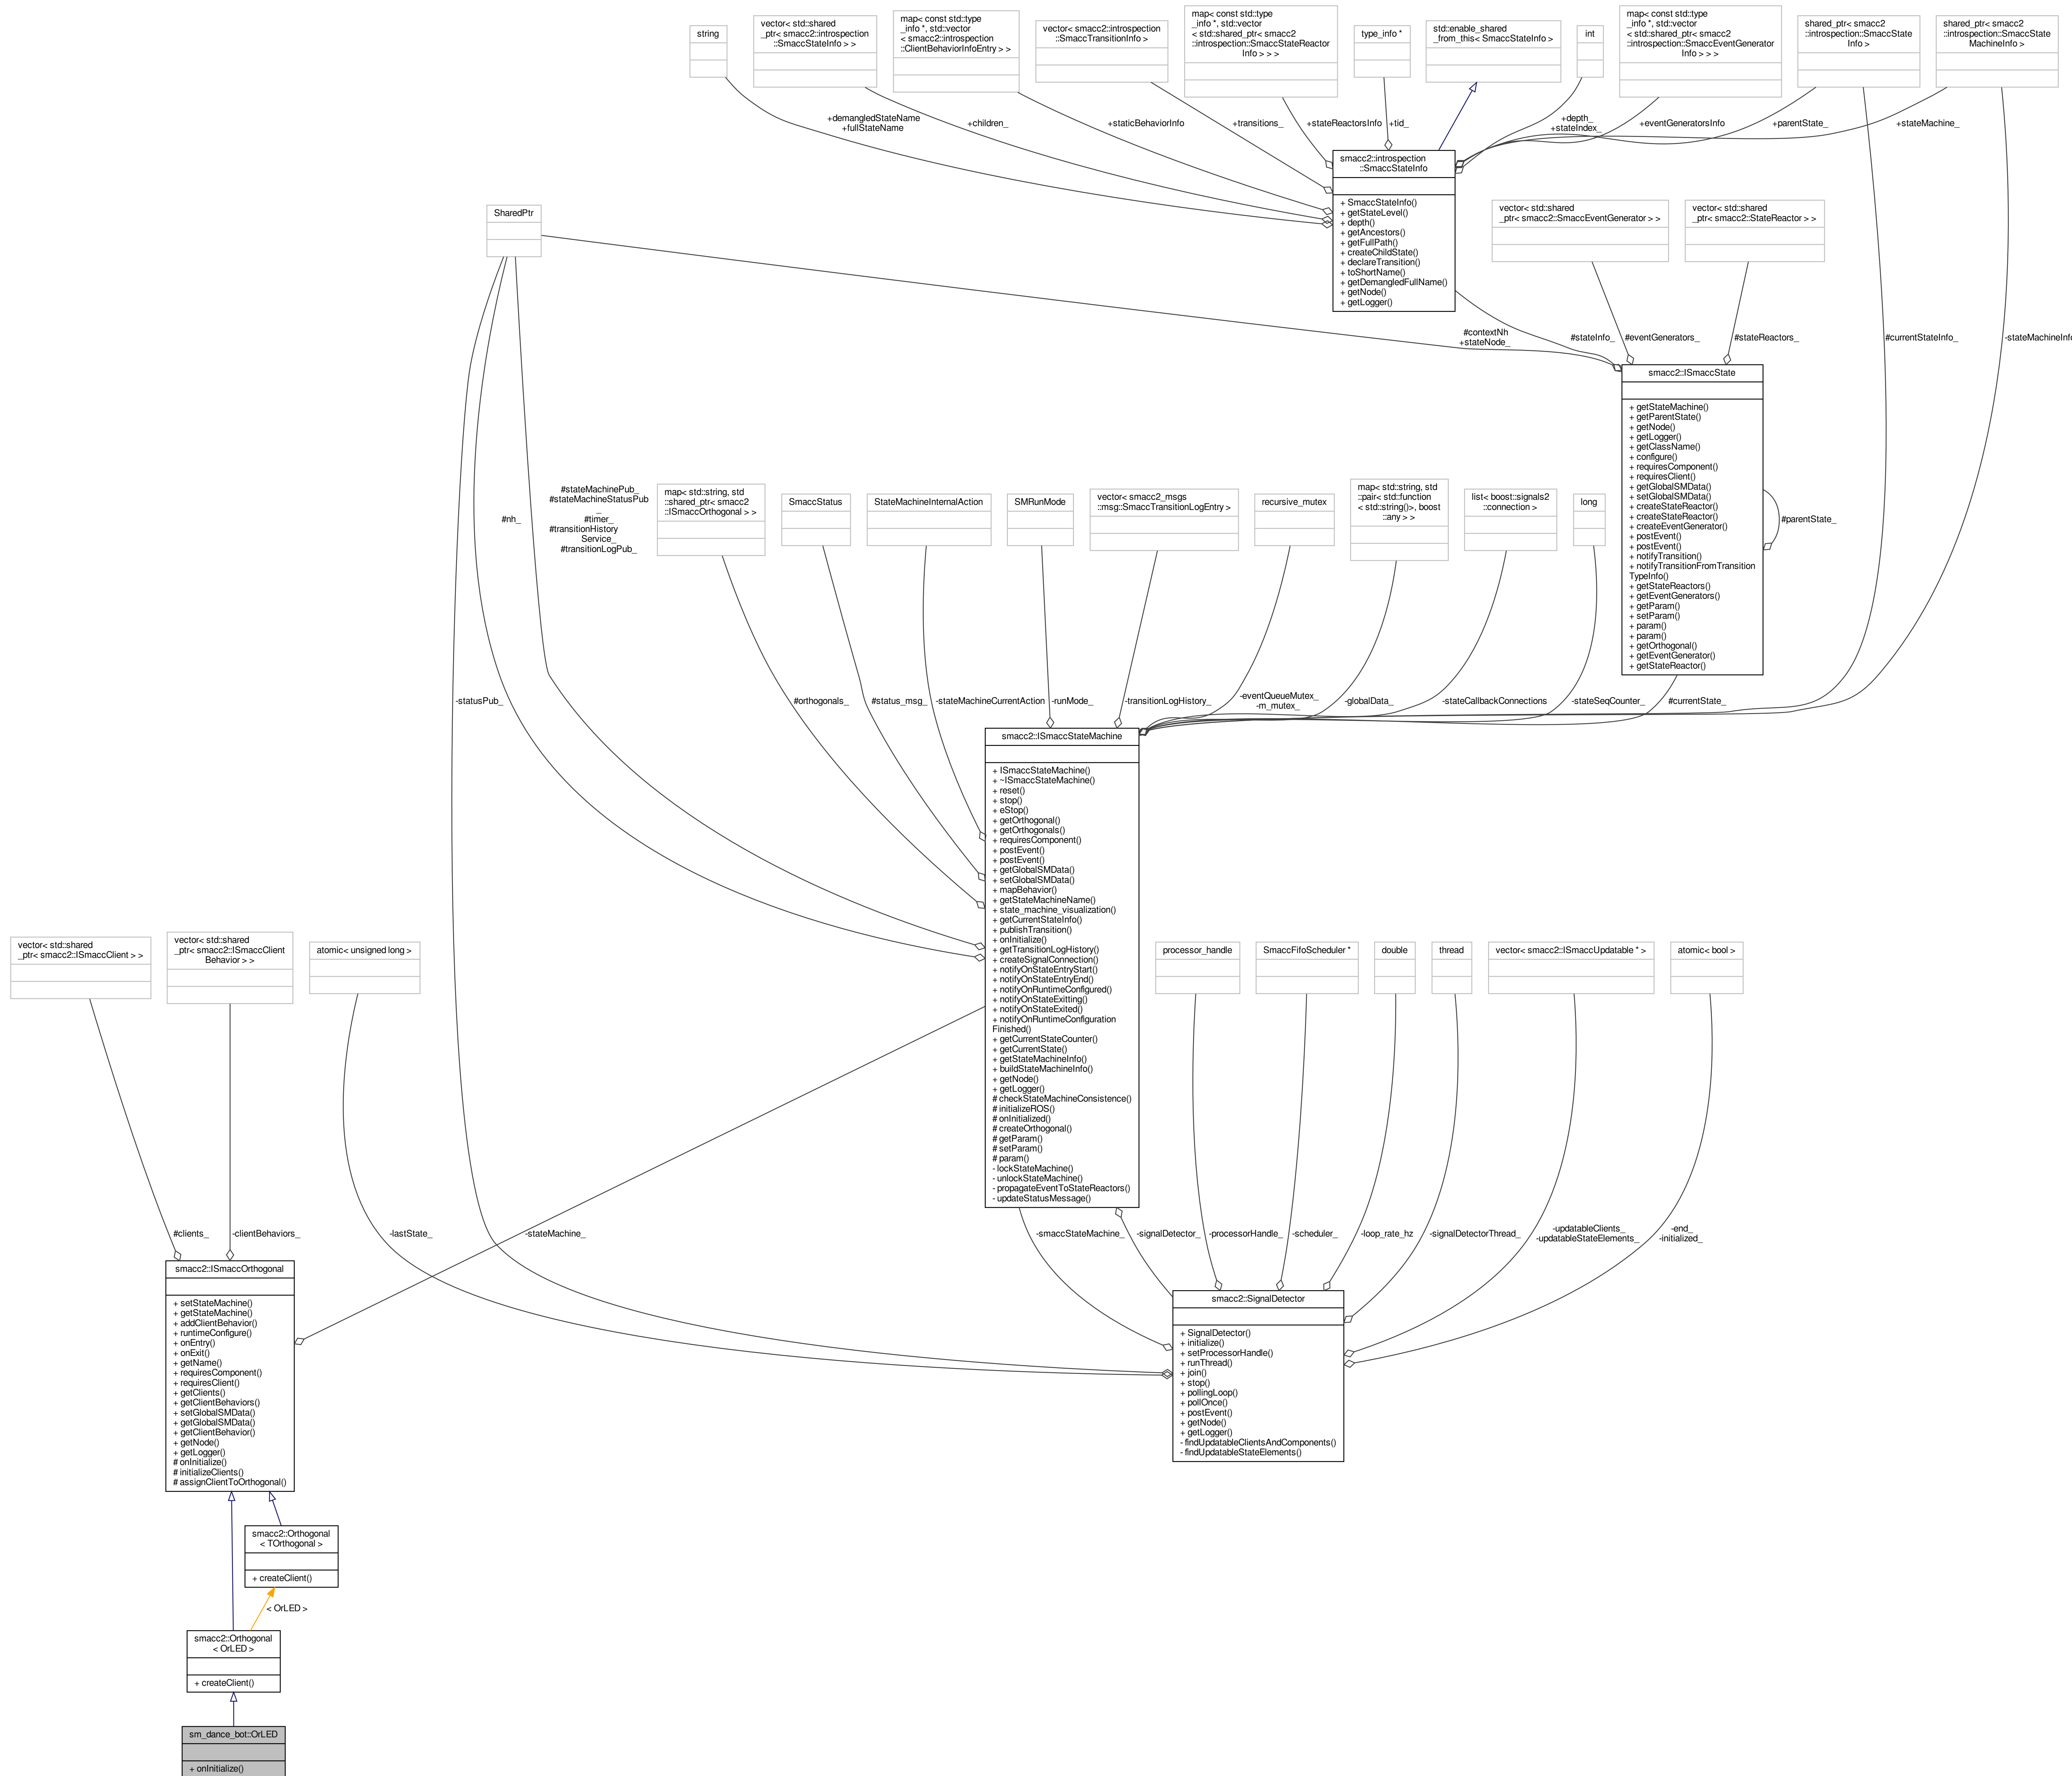 string
vector< std::shared
_ptr< smacc2::introspection
::SmaccStateInfo > >
map< const std::type
_info *, std::vector
< smacc2::introspection
::ClientBehaviorInfoEntry > >
vector< smacc2::introspection
::SmaccTransitionInfo >
map< const std::type
_info *, std::vector
< std::shared_ptr< smacc2
::introspection::SmaccStateReactor
Info > > >
type_info *
std::enable_shared
_from_this< SmaccStateInfo >
int
map< const std::type
_info *, std::vector
< std::shared_ptr< smacc2
::introspection::SmaccEventGenerator
Info > > >
shared_ptr< smacc2
::introspection::SmaccState
Info >
shared_ptr< smacc2
::introspection::SmaccState
MachineInfo >
+demangledStateName
+fullStateName
+children_
+staticBehaviorInfo
+transitions_
+stateReactorsInfo
+tid_
+depth_
+stateIndex_
+eventGeneratorsInfo
+parentState_
+stateMachine_
smacc2::introspection
::SmaccStateInfo
+ SmaccStateInfo()
+ getStateLevel()
+ depth()
+ getAncestors()
+ getFullPath()
+ createChildState()
+ declareTransition()
+ toShortName()
+ getDemangledFullName()
+ getNode()
+ getLogger()
SharedPtr
vector< std::shared
_ptr< smacc2::SmaccEventGenerator > >
vector< std::shared
_ptr< smacc2::StateReactor > >
#contextNh
+stateNode_
#stateInfo_
#eventGenerators_
#stateReactors_
#currentStateInfo_
-stateMachineInfo
smacc2::ISmaccState
+ getStateMachine()
+ getParentState()
+ getNode()
+ getLogger()
+ getClassName()
+ configure()
+ requiresComponent()
+ requiresClient()
+ getGlobalSMData()
+ setGlobalSMData()
+ createStateReactor()
+ createStateReactor()
+ createEventGenerator()
+ postEvent()
+ postEvent()
+ notifyTransition()
+ notifyTransitionFromTransition
TypeInfo()
+ getStateReactors()
+ getEventGenerators()
+ getParam()
+ setParam()
+ param()
+ param()
+ getOrthogonal()
+ getEventGenerator()
+ getStateReactor()
#parentState_
#nh_
#stateMachinePub_
#stateMachineStatusPub
_
#timer_
#transitionHistory
Service_
#transitionLogPub_
map< std::string, std
::shared_ptr< smacc2
::ISmaccOrthogonal > >
SmaccStatus
StateMachineInternalAction
SMRunMode
vector< smacc2_msgs
::msg::SmaccTransitionLogEntry >
recursive_mutex
map< std::string, std
::pair< std::function
< std::string()>, boost
::any > >
list< boost::signals2
::connection >
long
-statusPub_
#orthogonals_
#status_msg_
-stateMachineCurrentAction
-runMode_
-transitionLogHistory_
-eventQueueMutex_
-m_mutex_
-globalData_
-stateCallbackConnections
-stateSeqCounter_
#currentState_
smacc2::ISmaccStateMachine
+ ISmaccStateMachine()
+ ~ISmaccStateMachine()
+ reset()
+ stop()
+ eStop()
+ getOrthogonal()
+ getOrthogonals()
+ requiresComponent()
+ postEvent()
+ postEvent()
+ getGlobalSMData()
+ setGlobalSMData()
+ mapBehavior()
+ getStateMachineName()
+ state_machine_visualization()
+ getCurrentStateInfo()
+ publishTransition()
+ onInitialize()
+ getTransitionLogHistory()
+ createSignalConnection()
+ notifyOnStateEntryStart()
+ notifyOnStateEntryEnd()
+ notifyOnRuntimeConfigured()
+ notifyOnStateExitting()
+ notifyOnStateExited()
+ notifyOnRuntimeConfiguration
Finished()
+ getCurrentStateCounter()
+ getCurrentState()
+ getStateMachineInfo()
+ buildStateMachineInfo()
+ getNode()
+ getLogger()
# checkStateMachineConsistence()
# initializeROS()
# onInitialized()
# createOrthogonal()
# getParam()
# setParam()
# param()
- lockStateMachine()
- unlockStateMachine()
- propagateEventToStateReactors()
- updateStatusMessage()
vector< std::shared
_ptr< smacc2::ISmaccClient > >
vector< std::shared
_ptr< smacc2::ISmaccClient
Behavior > >
atomic< unsigned long >
processor_handle
SmaccFifoScheduler *
double
thread
vector< smacc2::ISmaccUpdatable * >
atomic< bool >
#clients_
-clientBehaviors_
-lastState_
-stateMachine_
-smaccStateMachine_
-signalDetector_
-processorHandle_
-scheduler_
-loop_rate_hz
-signalDetectorThread_
-updatableClients_
-updatableStateElements_
-end_
-initialized_
smacc2::ISmaccOrthogonal
+ setStateMachine()
+ getStateMachine()
+ addClientBehavior()
+ runtimeConfigure()
+ onEntry()
+ onExit()
+ getName()
+ requiresComponent()
+ requiresClient()
+ getClients()
+ getClientBehaviors()
+ setGlobalSMData()
+ getGlobalSMData()
+ getClientBehavior()
+ getNode()
+ getLogger()
# onInitialize()
# initializeClients()
# assignClientToOrthogonal()
smacc2::SignalDetector
+ SignalDetector()
+ initialize()
+ setProcessorHandle()
+ runThread()
+ join()
+ stop()
+ pollingLoop()
+ pollOnce()
+ postEvent()
+ getNode()
+ getLogger()
- findUpdatableClientsAndComponents()
- findUpdatableStateElements()
smacc2::Orthogonal
< TOrthogonal >
+ createClient()
< OrLED >
smacc2::Orthogonal
< OrLED >
+ createClient()
sm_dance_bot::OrLED
+ onInitialize()